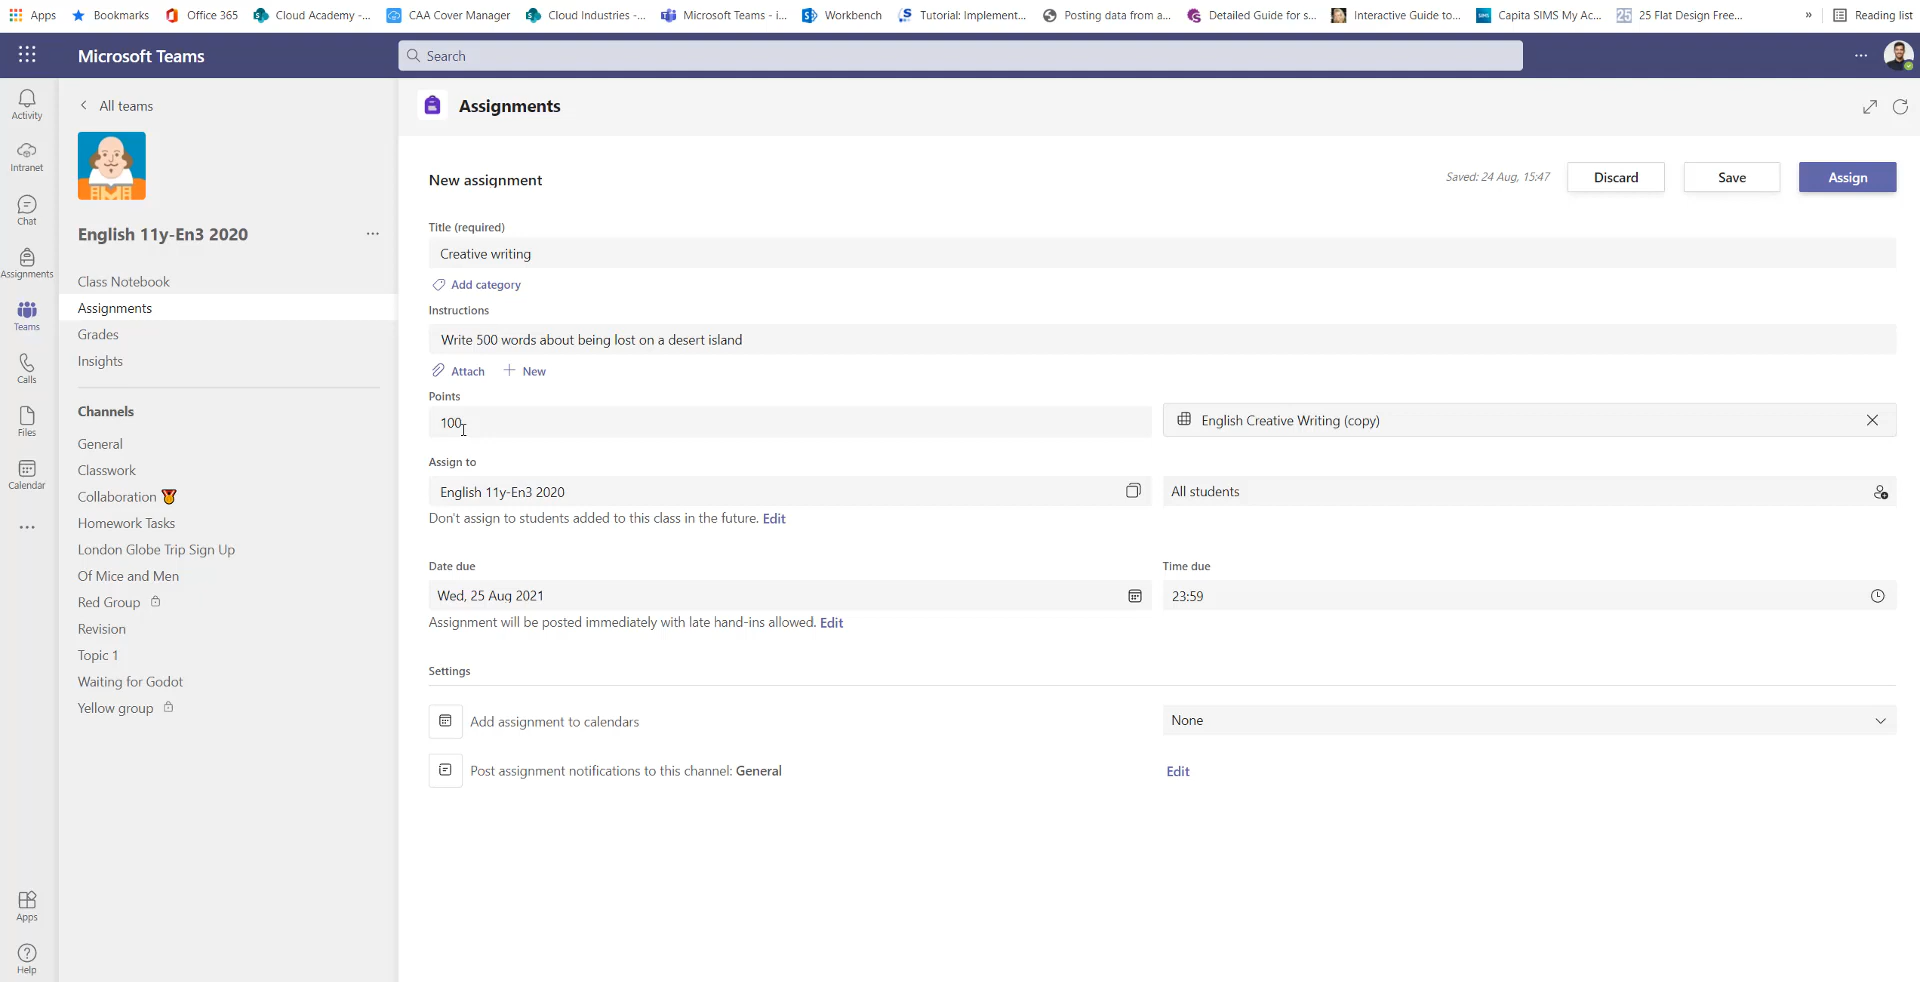 Apps Bookmarks Office 365 Cloud Academy -... CAA Cover Manager Cloud Industries -... Microsoft Teams - i... Workbench Tutorial: Implement... Posting data from a... Detailed Guide for s... Interactive Guide to... Capita SIMS My Ac... 25 Flat Design Free... » Reading list
Microsoft Teams
Search
Activity
Intranet
Chat
Assignments
Teams
Calls
Files
Calendar
Apps
Help
All teams
English 11y-En3 2020
Class Notebook
Assignments
Grades
Insights
Channels
General
Classwork
Collaboration 🏅
Homework Tasks
London Globe Trip Sign Up
Of Mice and Men
Red Group
Revision
Topic 1
Waiting for Godot
Yellow group
Assignments
New assignment
Saved: 24 Aug, 15:47 Discard Save Assign
Title (required)
Creative writing
Add category
Instructions
Write 500 words about being lost on a desert island
Attach New
Points
100 English Creative Writing (copy)
Assign to
English 11y-En3 2020 All students
Don't assign to students added to this class in the future. Edit
Date due Time due
Wed, 25 Aug 2021 23:59
Assignment will be posted immediately with late hand-ins allowed. Edit
Settings
Add assignment to calendars None
Post assignment notifications to this channel: General Edit